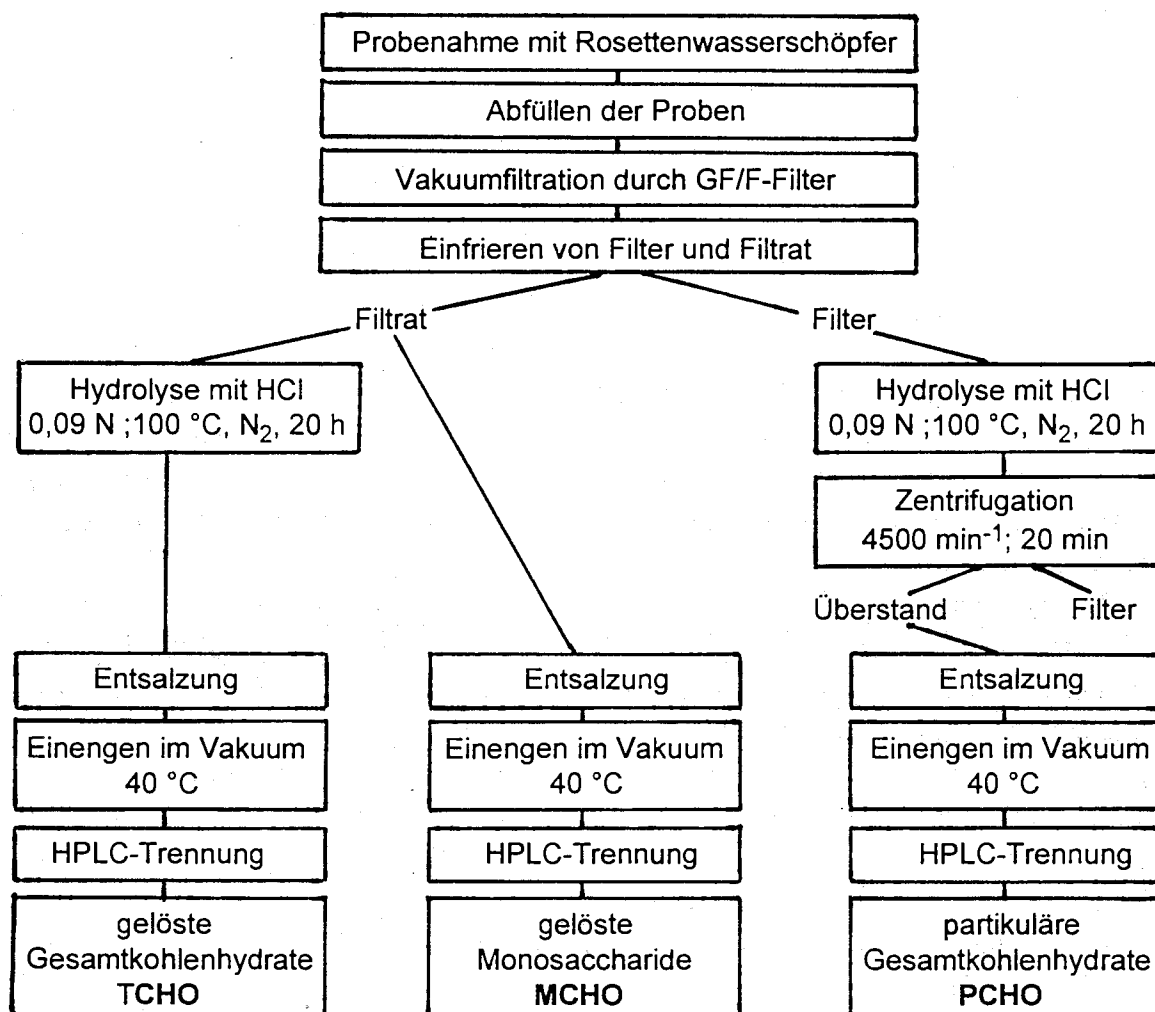 Probenahme mit Rosettenwasserschöpfer
Abfüllen der Proben
Vakuumfiltration durch GF/F-Filter
Einfrieren von Filter und Filtrat
Filtrat
Filter
Hydrolyse mit HCl
0,09 N ;100 °C, N₂, 20 h
Hydrolyse mit HCl
0,09 N ;100 °C, N₂, 20 h
Zentrifugation
4500 min⁻¹; 20 min
Überstand
Filter
Entsalzung
Entsalzung
Entsalzung
Einengen im Vakuum
40 °C
Einengen im Vakuum
40 °C
Einengen im Vakuum
40 °C
HPLC-Trennung
HPLC-Trennung
HPLC-Trennung
gelöste
Gesamtkohlenhydrate
TCHO
gelöste
Monosaccharide
MCHO
partikuläre
Gesamtkohlenhydrate
PCHO